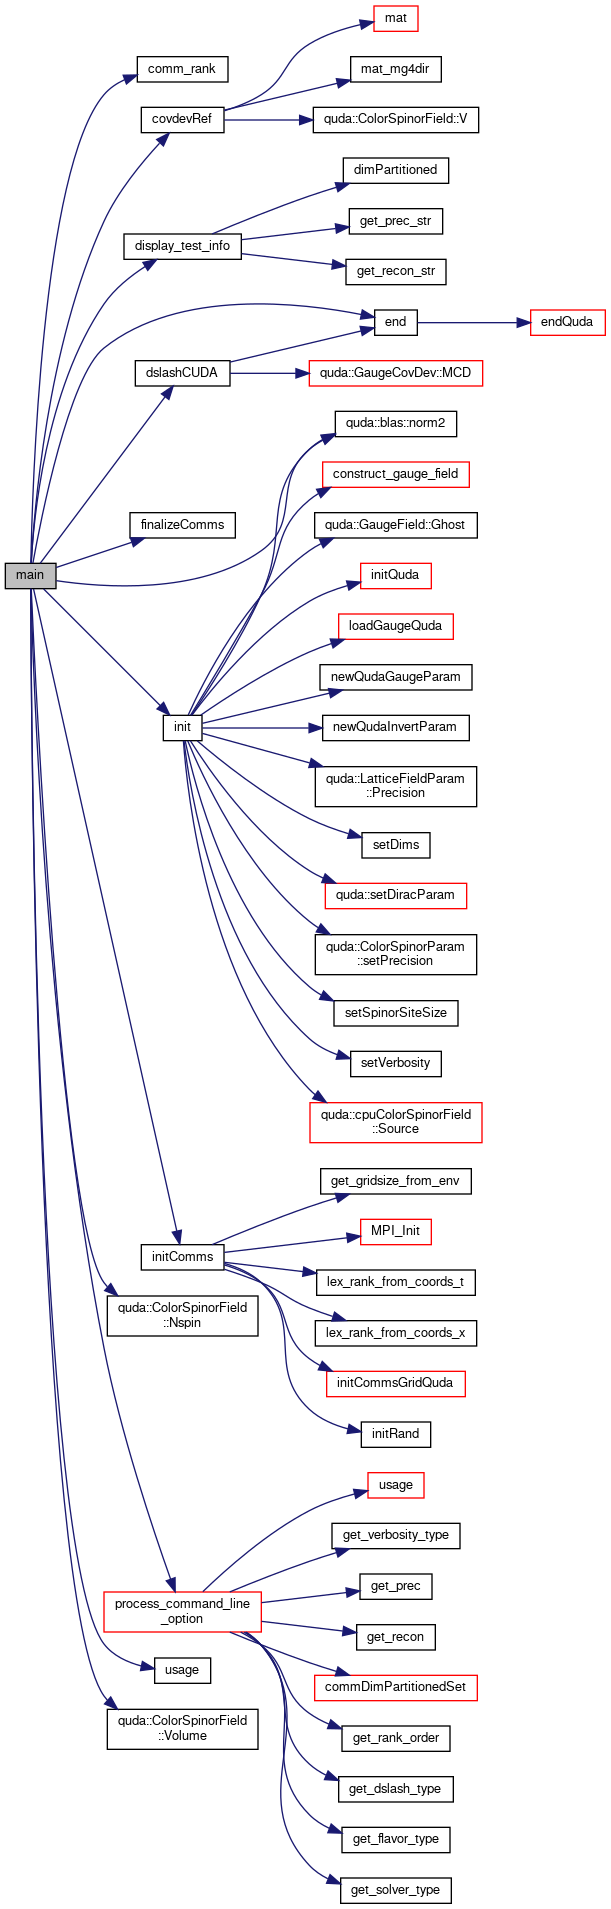 mat
comm_rank
mat_mg4dir
covdevRef
quda::ColorSpinorField::V
dimPartitioned
get_prec_str
display_test_info
get_recon_str
end
endQuda
dslashCUDA
quda::GaugeCovDev::MCD
quda::blas::norm2
construct_gauge_field
finalizeComms
quda::GaugeField::Ghost
main
initQuda
loadGaugeQuda
newQudaGaugeParam
init
newQudaInvertParam
quda::LatticeFieldParam
::Precision
setDims
quda::setDiracParam
quda::ColorSpinorParam
::setPrecision
setSpinorSiteSize
setVerbosity
quda::cpuColorSpinorField
::Source
get_gridsize_from_env
MPI_Init
initComms
lex_rank_from_coords_t
quda::ColorSpinorField
::Nspin
lex_rank_from_coords_x
initCommsGridQuda
initRand
usage
get_verbosity_type
get_prec
process_command_line
_option
get_recon
usage
commDimPartitionedSet
quda::ColorSpinorField
::Volume
get_rank_order
get_dslash_type
get_flavor_type
get_solver_type